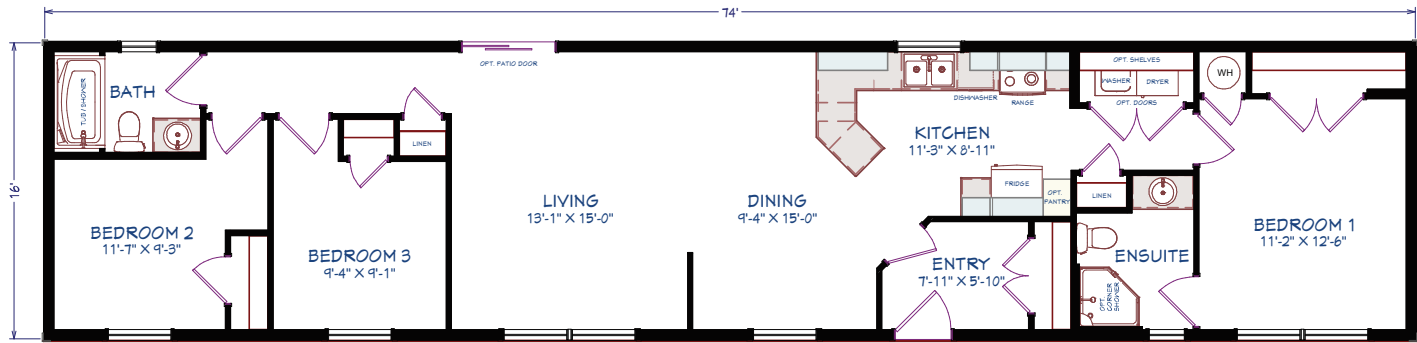 74'
16'
OPT. PATIO DOOR
BATH
TUB / SHOWER
LINEN
BEDROOM 2
11'-7" X 9'-3"
BEDROOM 3
9'-4" X 9'-1"
LIVING
13'-1" X 15'-0"
DINING
9'-4" X 15'-0"
DISHWASHER
RANGE
KITCHEN
11'-3" X 8'-11"
FRIDGE
OPT.
PANTRY
ENTRY
7'-11" X 5'-10"
OPT. SHELVES
WASHER
DRYER
OPT. DOORS
WH
LINEN
ENSUITE
OPT.
CORNER
SHOWER
BEDROOM 1
11'-2" X 12'-6"